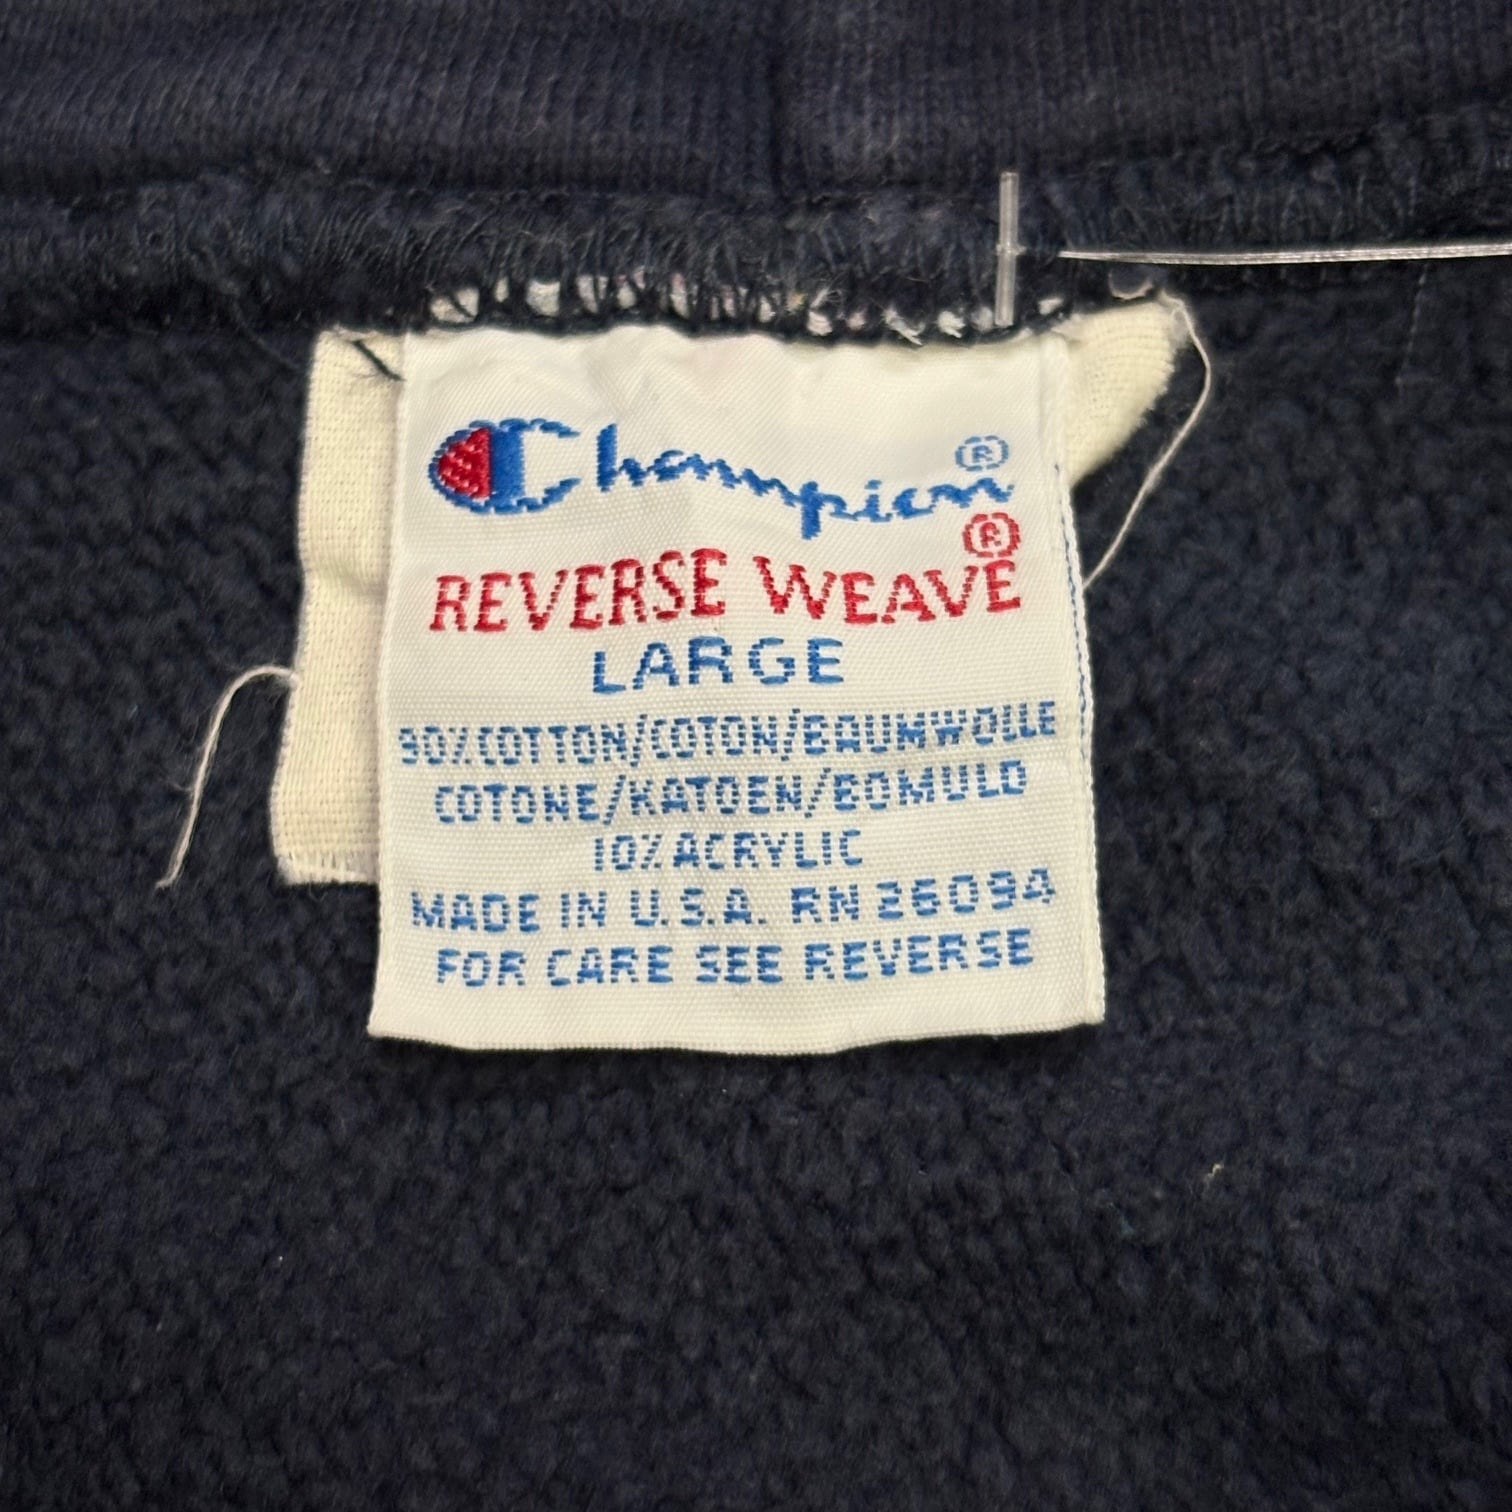 Champion®
REVERSE WEAVE®
LARGE
90% COTTON/COTON/BAUMWOLLE
COTONE/KATOEN/BOMULD
10% ACRYLIC
MADE IN U.S.A. RN 26094
FOR CARE SEE REVERSE